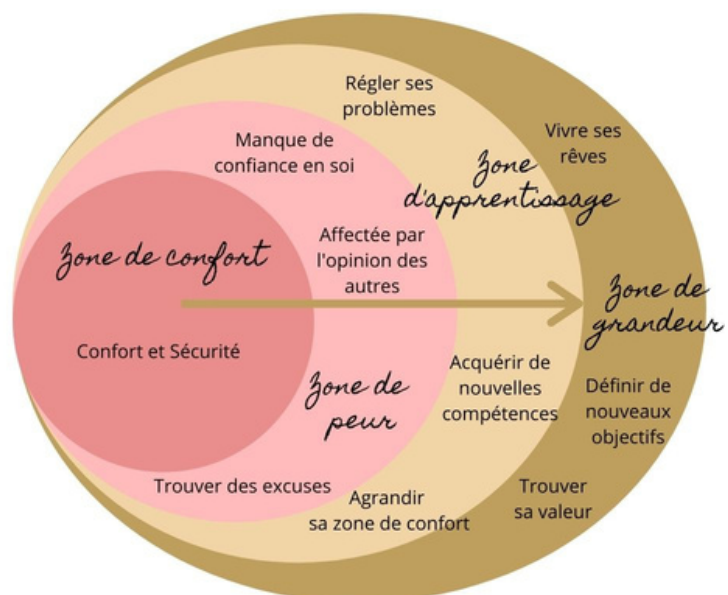 Régler ses
problèmes
Vivre ses
rêves
Manque de
confiance en soi
Zone
d'apprentissage
Zone de confort
Affectée par
l'opinion des
autres
Zone de
grandeur
Confort et Sécurité
Zone de
peur
Acquérir de
nouvelles
compétences
Définir de
nouveaux
objectifs
Trouver des excuses
Agrandir
sa zone de confort
Trouver
sa valeur